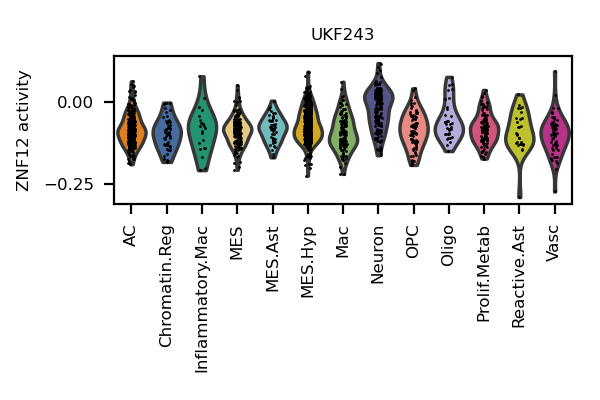 UKF243
ZNF12 activity
0.00
−0.25
AC
Chromatin.Reg
Inflammatory.Mac
MES
MES.Ast
MES.Hyp
Mac
Neuron
OPC
Oligo
Prolif.Metab
Reactive.Ast
Vasc